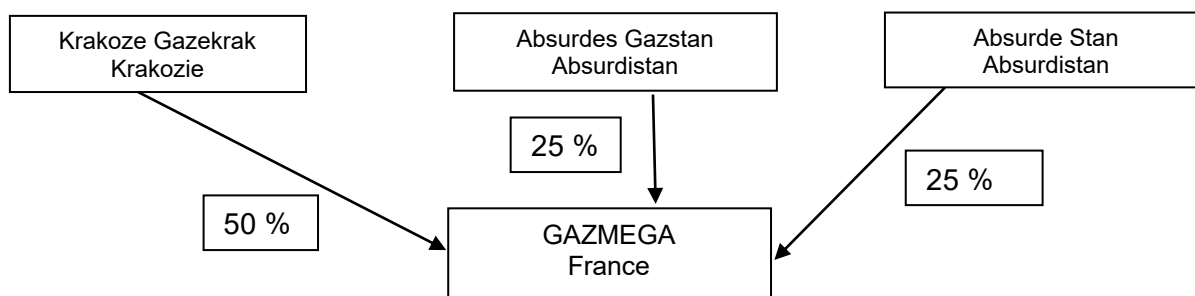 Krakoze Gazekrak
Krakozie
Absurdes Gazstan
Absurdistan
Absurde Stan
Absurdistan
25 %
25 %
50 %
GAZMEGA
France